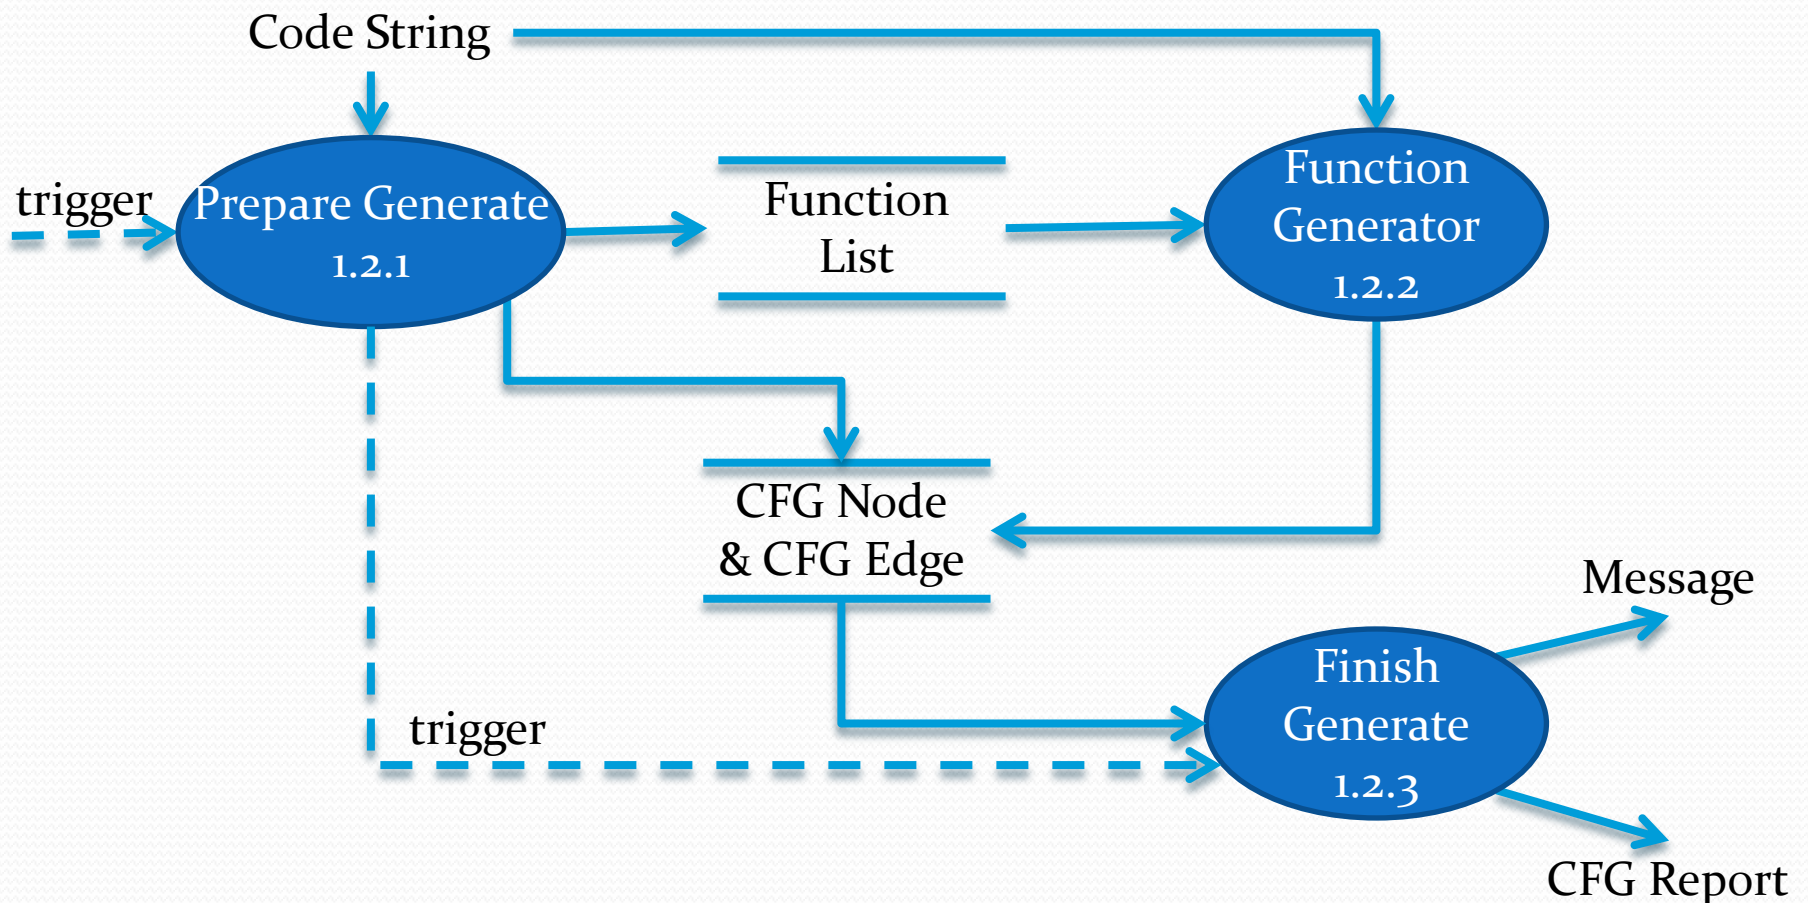 Code String
trigger
Prepare Generate
1.2.1
Function
List
Function
Generator
1.2.2
CFG Node
& CFG Edge
trigger
Finish
Generate
1.2.3
Message
CFG Report